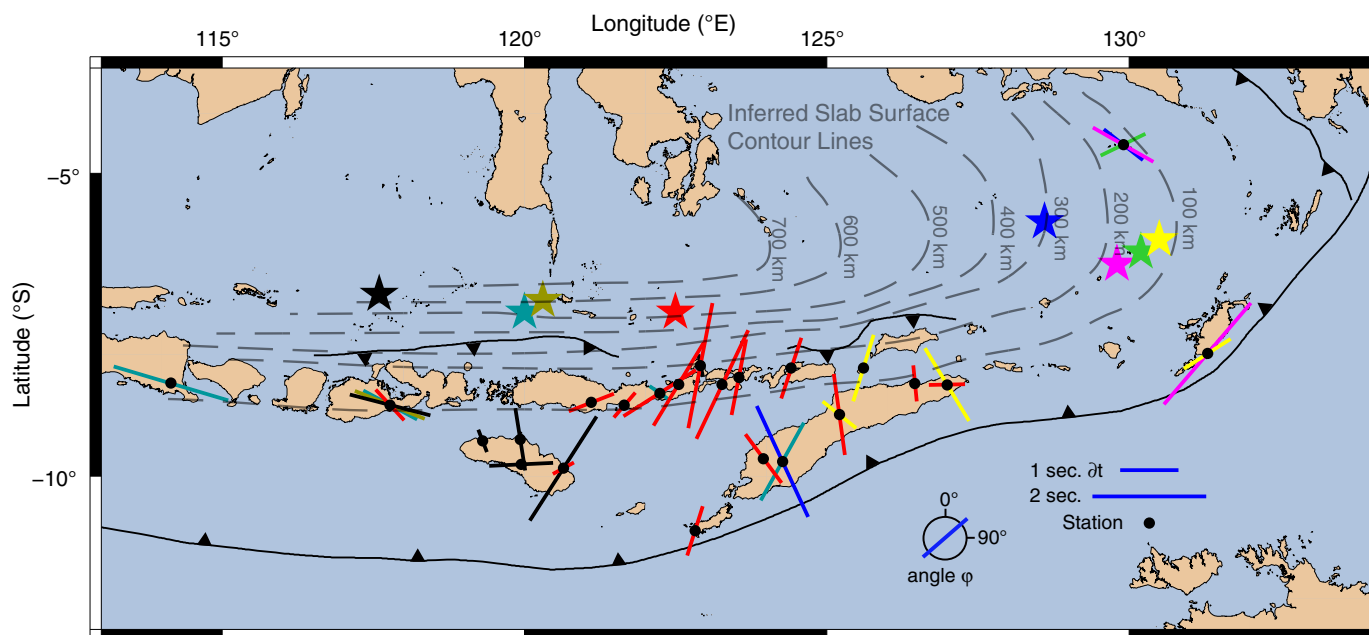 Longitude (°E)
115°
120°
125°
130°
Latitude (°S)
−5°
−10°
Inferred Slab Surface
Contour Lines
700 km
600 km
500 km
400 km
300 km
200 km
100 km
1 sec. ∂t
2 sec.
Station
0°
90°
angle φ